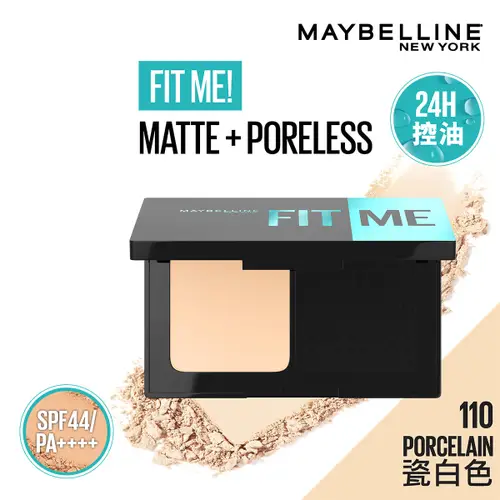 MAYBELLINE
NEW YORK
FIT ME!
MATTE + PORELESS
24H
控油
MAYBELLINE
FIT ME
SPF44/
PA++++
110
PORCELAIN
瓷白色